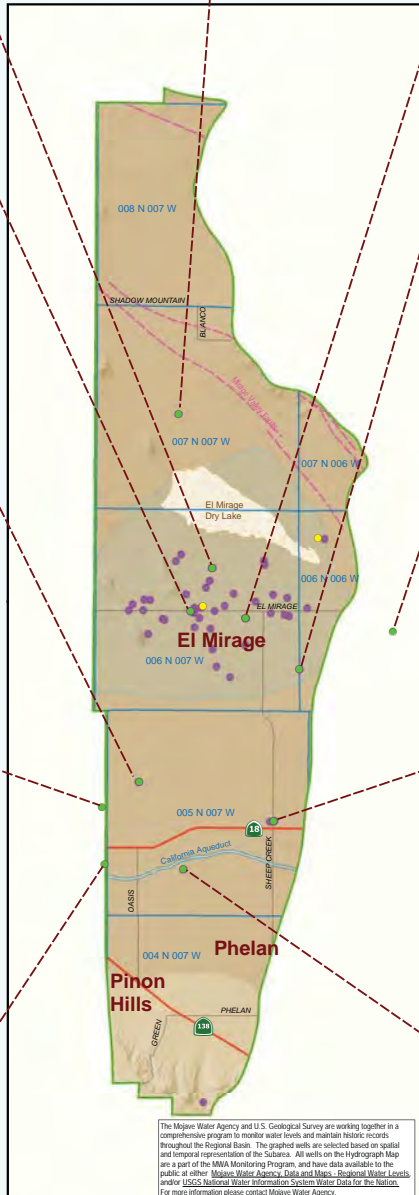 008 N 007 W
SHADOW MOUNTAIN
BLANCO
007 N 007 W
007 N 006 W
El Mirage
Dry Lake
006 N 006 W
EL MIRAGE
El Mirage
006 N 007 W
005 N 007 W
18
California Aqueduct
SHEEP CREEK
OASIS
Phelan
004 N 007 W
Pinon
Hills
PHELAN
138
GREEN
The Mojave Water Agency and U.S. Geological Survey are working together in a
comprehensive program to monitor water levels and maintain historic records
throughout the Regional Basin. The graphed wells are selected based on spatial
and temporal representation of the Subarea. All wells on the Hydrograph Map
are a part of the MWA Monitoring Program, and have data available to the
public at either Mojave Water Agency, Data and Maps - Regional Water Levels,
and/or USGS National Water Information System Water Data for the Nation.
For more information please contact Mojave Water Agency.